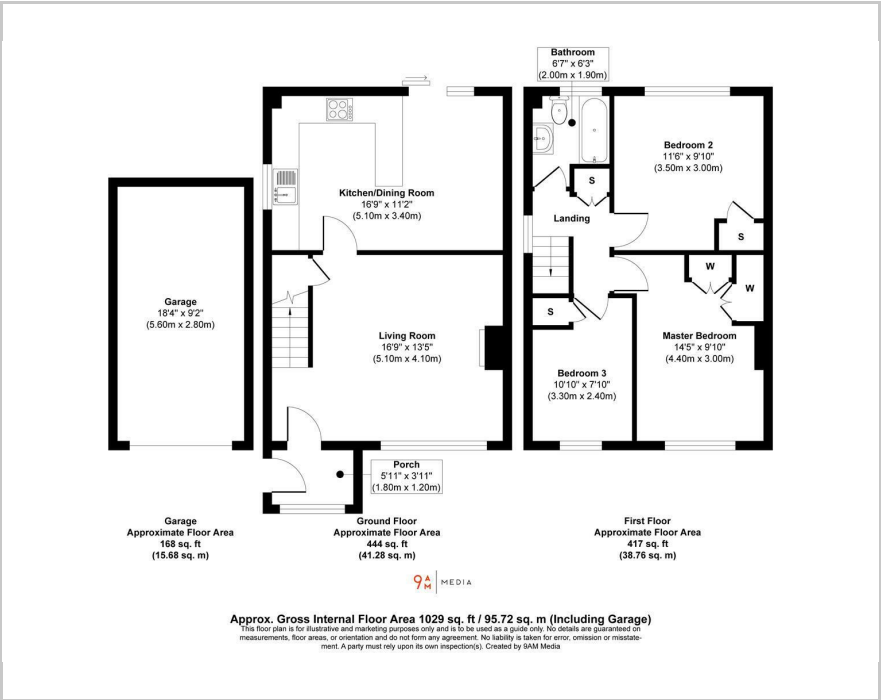 Bathroom
6'7" x 6'3"
(2.00m x 1.90m)
Bedroom 2
11'6" x 9'10"
(3.50m x 3.00m)
S
Kitchen/Dining Room
16'9" x 11'2"
(5.10m x 3.40m)
Landing
S
W
W
Garage
18'4" x 9'2"
(5.60m x 2.80m)
S
Living Room
16'9" x 13'5"
(5.10m x 4.10m)
Master Bedroom
14'5" x 9'10"
(4.40m x 3.00m)
Bedroom 3
10'10" x 7'10"
(3.30m x 2.40m)
Porch
5'11" x 3'11"
(1.80m x 1.20m)
Garage
Approximate Floor Area
168 sq. ft
(15.68 sq. m)
Ground Floor
Approximate Floor Area
444 sq. ft
(41.28 sq. m)
First Floor
Approximate Floor Area
417 sq. ft
(38.76 sq. m)
9AM MEDIA
Approx. Gross Internal Floor Area 1029 sq. ft / 95.72 sq. m (Including Garage)
This floor plan is for illustrative and marketing purposes only and is to be used as a guide only. No details are guaranteed on
measurements, floor areas, or orientation and do not form any agreement. No liability is taken for error, omission or misstate-
ment. A party must rely upon its own inspection(s). Created by 9AM Media